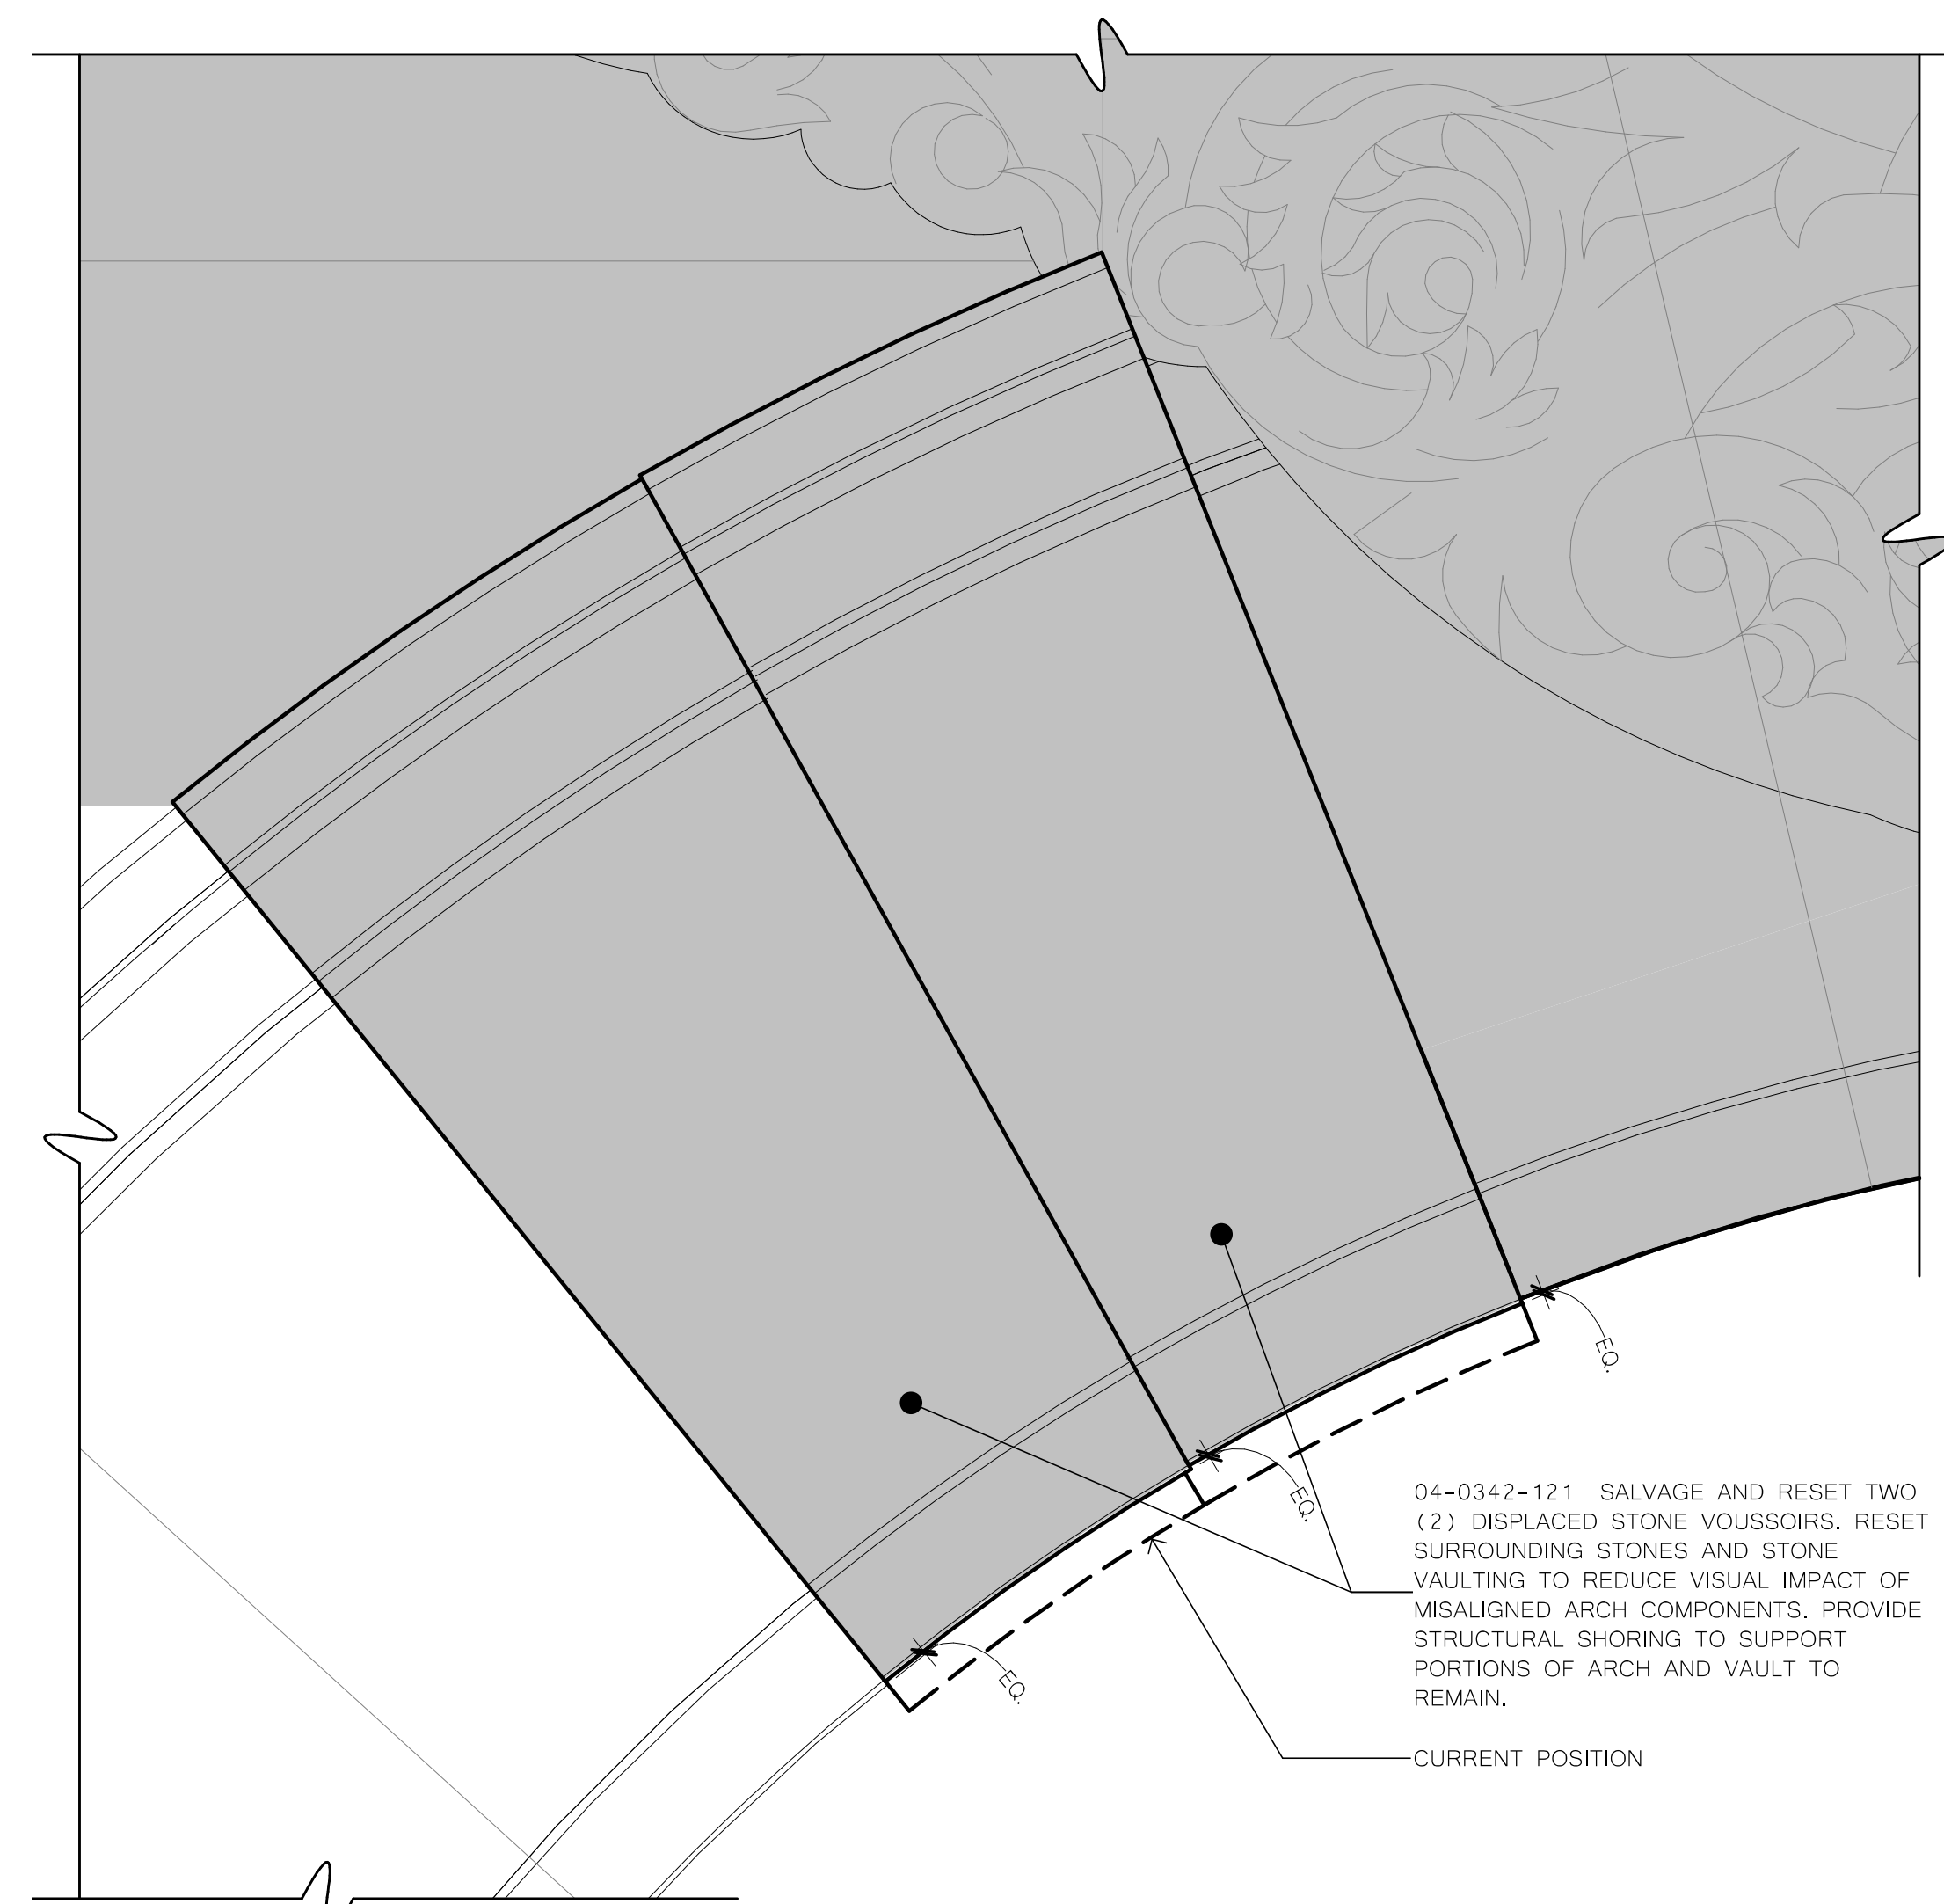 EQ.
EQ.
EQ.
04-0342-121 SALVAGE AND RESET TWO
(2) DISPLACED STONE VOUSSOIRS. RESET
SURROUNDING STONES AND STONE
VAULTING TO REDUCE VISUAL IMPACT OF
MISALIGNED ARCH COMPONENTS. PROVIDE
STRUCTURAL SHORING TO SUPPORT
PORTIONS OF ARCH AND VAULT TO
REMAIN.
CURRENT POSITION